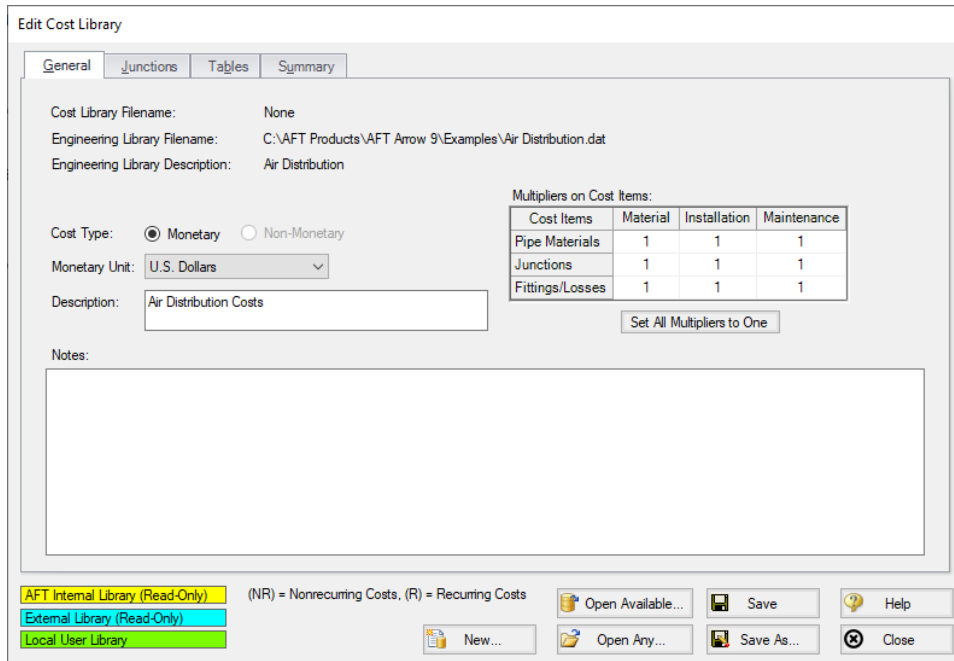 Edit Cost Library
General Junctions Tables Summary
Cost Library Filename: None
Engineering Library Filename: C:\AFT Products\AFT Arrow 9\Examples\Air Distribution.dat
Engineering Library Description: Air Distribution
Multipliers on Cost Items:
Cost Items Material Installation Maintenance
Pipe Materials 1 1 1
Junctions 1 1 1
Fittings/Losses 1 1 1
Set All Multipliers to One
Cost Type: Monetary Non-Monetary
Monetary Unit: U.S. Dollars
Description: Air Distribution Costs
Notes:
AFT Internal Library (Read-Only)
External Library (Read-Only)
Local User Library
(NR) = Nonrecurring Costs, (R) = Recurring Costs
Open Available... Save Help
New... Open Any... Save As... Close